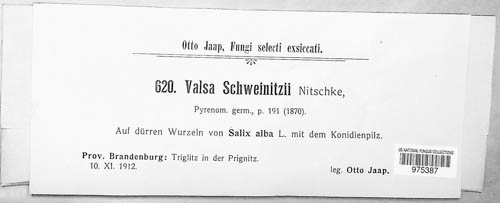 Otto Jaap, Fungi selecti exsiccati.
620. Valsa Schweinitzii Nitschke,
Pyrenom. germ., p. 191 (1870).
Auf dürren Wurzeln von Salix alba L. mit dem Konidienpilz.
Prov. Brandenburg: Triglitz in der Prignitz.
10. XI. 1912.
leg. Otto Jaap.
US NATIONAL FUNGUS COLLECTIONS
975387